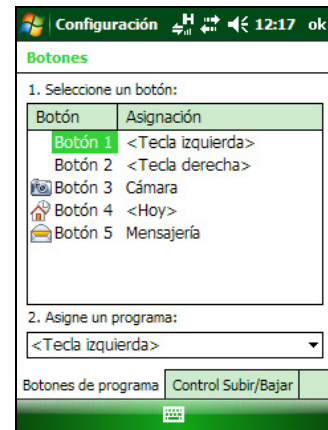 Configuración H 12:17 ok
Botones
1. Seleccione un botón:
Botón Asignación
Botón 1 <Tecla izquierda>
Botón 2 <Tecla derecha>
Botón 3 Cámara
Botón 4 <Hoy>
Botón 5 Mensajería
2. Asigne un programa:
<Tecla izquierda>
Botones de programa Control Subir/Bajar